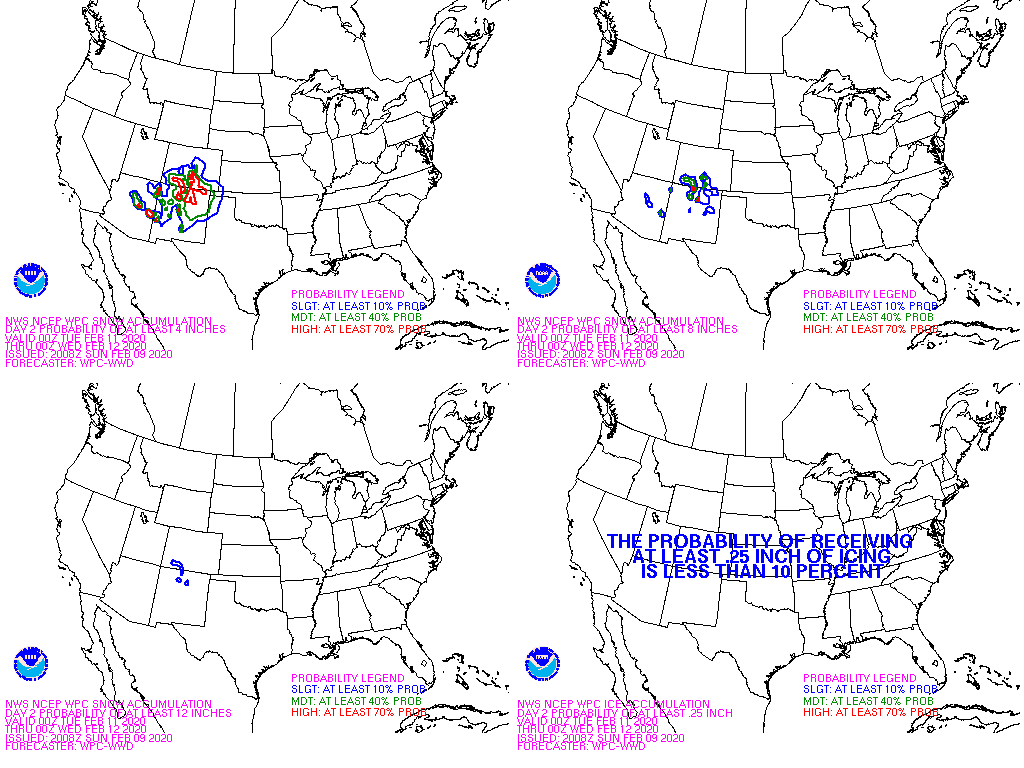 PROBABILITY LEGEND
SLGT: AT LEAST 10% PROB
MDT: AT LEAST 40% PROB
HIGH: AT LEAST 70% PROB
NWS NCEP WPC SNOW ACCUMULATION
DAY 2 PROBABILITY OF AT LEAST 4 INCHES
VALID 00Z TUE FEB 11 2020
THRU 00Z WED FEB 12 2020
ISSUED: 2008Z SUN FEB 09 2020
FORECASTER: WPC-WWD
NOAA
PROBABILITY LEGEND
SLGT: AT LEAST 10% PROB
MDT: AT LEAST 40% PROB
HIGH: AT LEAST 70% PROB
NWS NCEP WPC SNOW ACCUMULATION
DAY 2 PROBABILITY OF AT LEAST 8 INCHES
VALID 00Z TUE FEB 11 2020
THRU 00Z WED FEB 12 2020
ISSUED: 2008Z SUN FEB 09 2020
FORECASTER: WPC-WWD
PROBABILITY LEGEND
SLGT: AT LEAST 10% PROB
MDT: AT LEAST 40% PROB
HIGH: AT LEAST 70% PROB
NWS NCEP WPC SNOW ACCUMULATION
DAY 2 PROBABILITY OF AT LEAST 12 INCHES
VALID 00Z TUE FEB 11 2020
THRU 00Z WED FEB 12 2020
ISSUED: 2008Z SUN FEB 09 2020
FORECASTER: WPC-WWD
THE PROBABILITY OF RECEIVING
AT LEAST .25 INCH OF ICING
IS LESS THAN 10 PERCENT
NOAA
PROBABILITY LEGEND
SLGT: AT LEAST 10% PROB
MDT: AT LEAST 40% PROB
HIGH: AT LEAST 70% PROB
NWS NCEP WPC ICE ACCUMULATION
DAY 2 PROBABILITY OF AT LEAST .25 INCH
VALID 00Z TUE FEB 11 2020
THRU 00Z WED FEB 12 2020
ISSUED: 2008Z SUN FEB 09 2020
FORECASTER: WPC-WWD